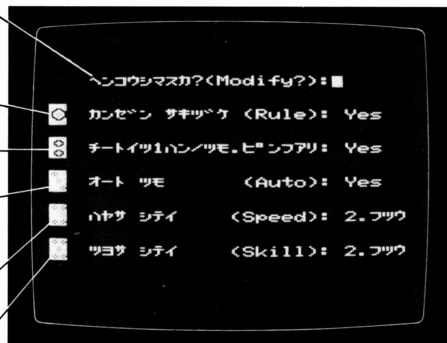 ヘンコウシマスカ?(Modify?):
カンゼン サキヅケ (Rule): Yes
チートイツ1ハン/ツモ.ピンフアリ: Yes
オート ツモ (Auto): Yes
ハヤサ シテイ (Speed): 2.フツウ
ツヨサ シテイ (Skill): 2.フツウ